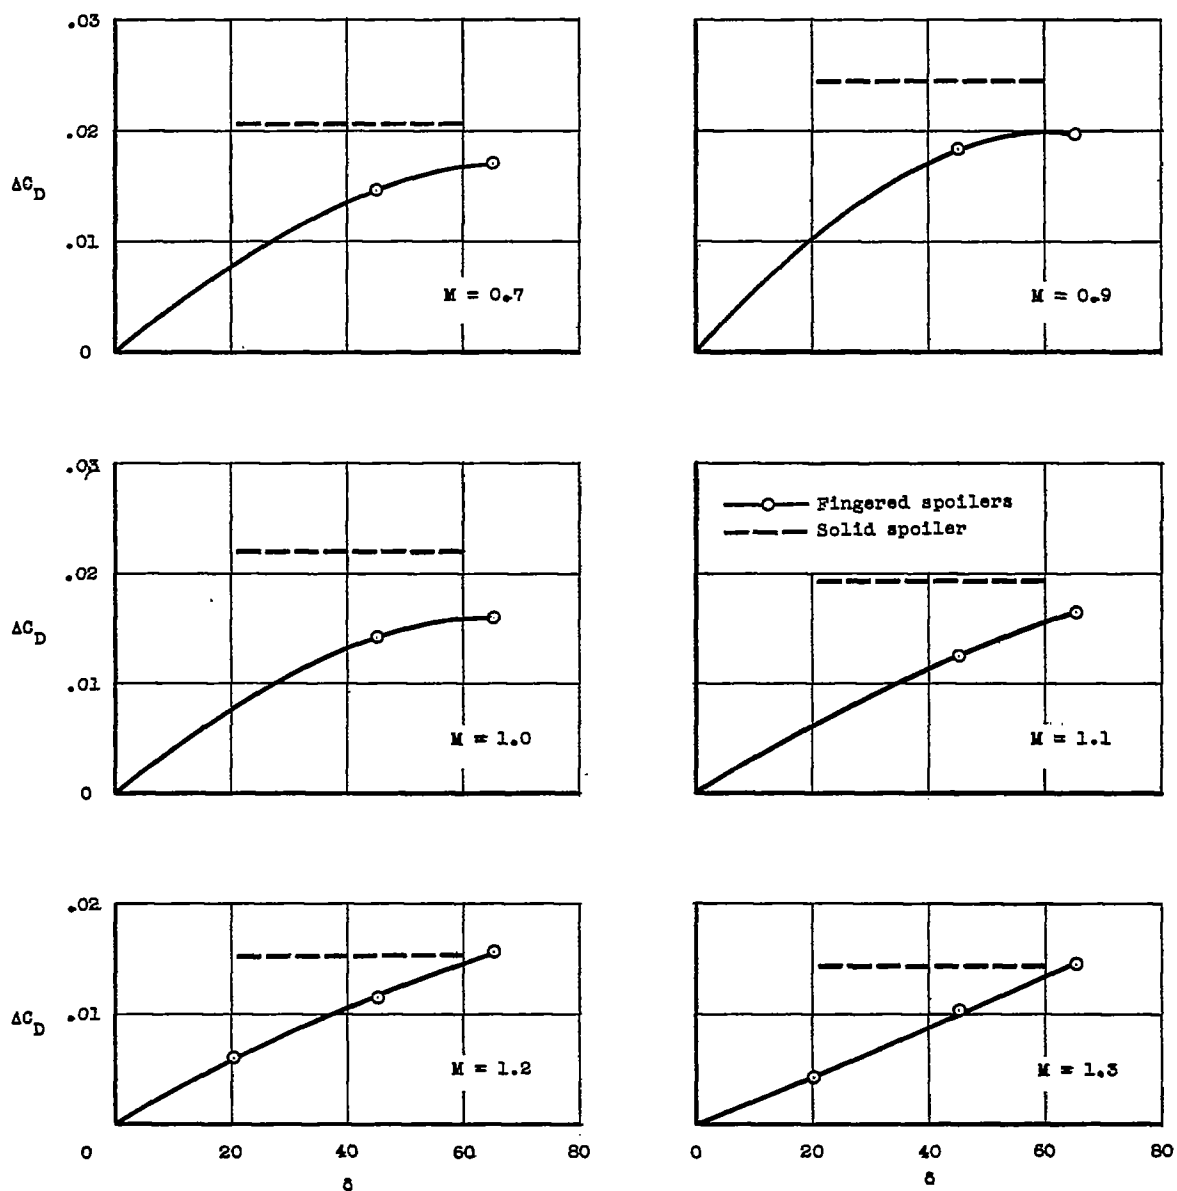 .03
.02
ΔC_D
.01
M = 0.7
M = 0.9
0
.03
Fingered spoilers
Solid spoiler
.02
ΔC_D
.01
M = 1.0
M = 1.1
0
.02
ΔC_D
.01
M = 1.2
M = 1.3
0 20 40 60 80 0 20 40 60 80
δ δ